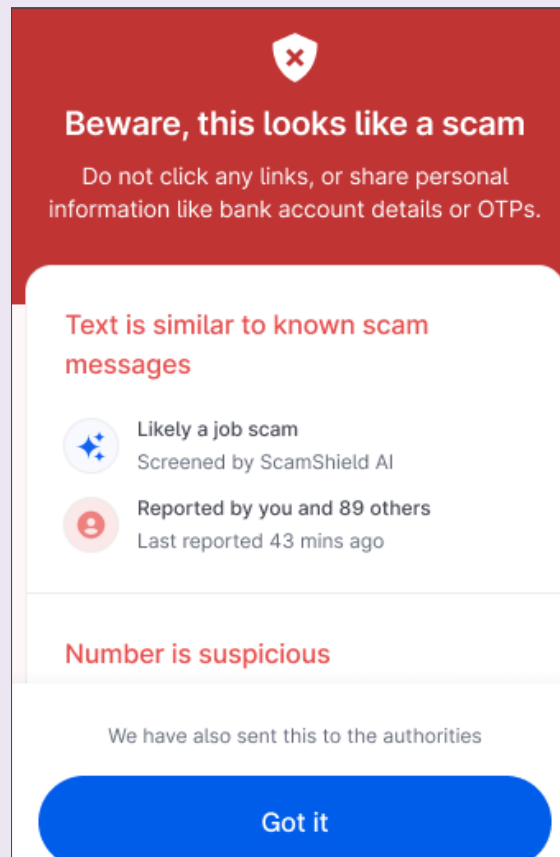 Beware, this looks like a scam
Do not click any links, or share personal
information like bank account details or OTPs.
Text is similar to known scam
messages
Likely a job scam
Screened by ScamShield AI
Reported by you and 89 others
Last reported 43 mins ago
Number is suspicious
We have also sent this to the authorities
Got it